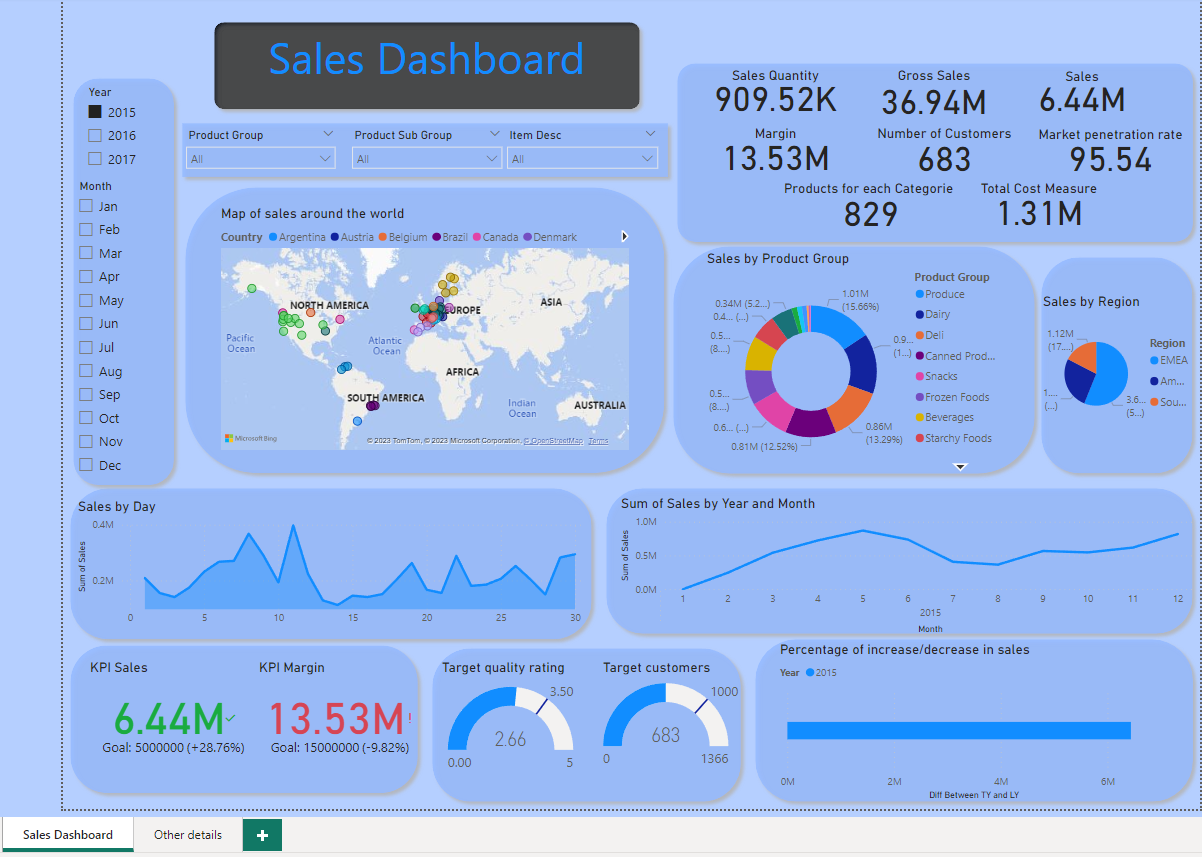 Sales Dashboard
Year
2015
2016
2017
Month
Jan
Feb
Mar
Apr
May
Jun
Jul
Aug
Sep
Oct
Nov
Dec
Product Group
All
Product Sub Group
All
Item Desc
All
Sales Quantity
909.52K
Gross Sales
36.94M
Sales
6.44M
Margin
13.53M
Number of Customers
683
Market penetration rate
95.54
Products for each Categorie
829
Total Cost Measure
1.31M
Map of sales around the world
Country Argentina Austria Belgium Brazil Canada Denmark
NORTH AMERICA
EUROPE
ASIA
Pacific
Ocean
Atlantic
Ocean
AFRICA
SOUTH AMERICA
Indian
Ocean
AUSTRALIA
Microsoft Bing
© 2023 TomTom, © 2023 Microsoft Corporation, © OpenStreetMap Terms
Sales by Product Group
1.01M
(15.66%)
0.9...
(1...)
0.86M
(13.29%)
0.81M (12.52%)
0.6... (...)
0.5...
(8....)
0.5...
(8....)
0.4... (...)
0.34M (5.2...)
Product Group
Produce
Dairy
Deli
Canned Prod...
Snacks
Frozen Foods
Beverages
Starchy Foods
Sales by Region
1.12M
(17....)
1....
(...)
3.6...
(5...)
Region
EMEA
Am...
Sou...
Sales by Day
Sum of Sales
0.4M
0.2M
0 5 10 15 20 25 30
Sum of Sales by Year and Month
Sum of Sales
1.0M
0.5M
0.0M
1 2 3 4 5 6 7 8 9 10 11 12
2015
Month
KPI Sales
6.44M
Goal: 5000000 (+28.76%)
KPI Margin
13.53M!
Goal: 15000000 (-9.82%)
Target quality rating
3.50
2.66
0.00
5
Target customers
1000
683
0
1366
Percentage of increase/decrease in sales
Year 2015
0M 2M 4M 6M
Diff Between TY and LY
Sales Dashboard
Other details
+